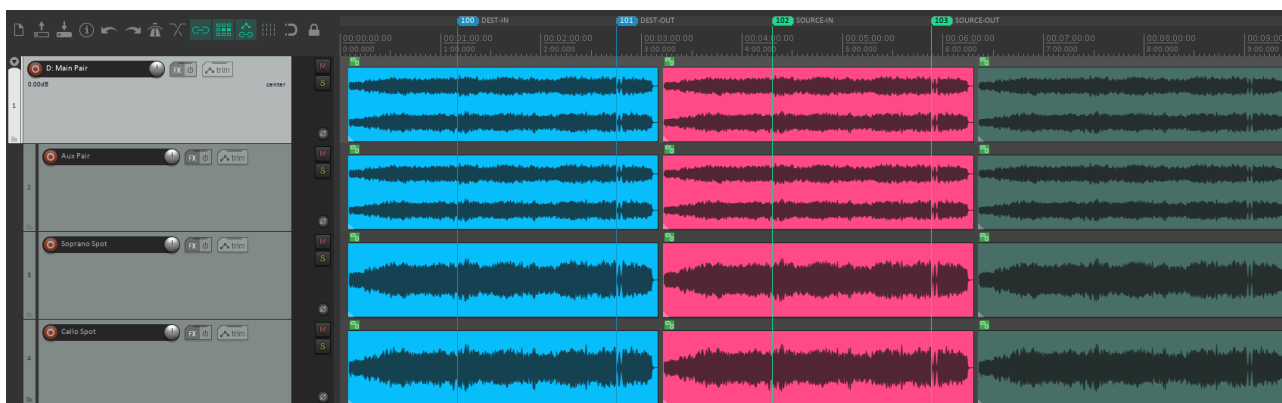 100 DEST-IN 101 DEST-OUT 102 SOURCE-IN 103 SOURCE-OUT
00:00:00:00 00:01:00:00 00:02:00:00 00:03:00:00 00:04:00:00 00:05:00:00 00:06:00:00 00:07:00:00 00:08:00:00 00:09:0
0:00.000 1:00.000 2:00.000 3:00.000 4:00.000 5:00.000 6:00.000 7:00.000 8:00.000 9:00.000
D: Main Pair FX trim M
0.00dB center S
1
Aux Pair FX trim M
S
2
Soprano Spot FX trim M
S
3
Cello Spot FX trim M
S
4